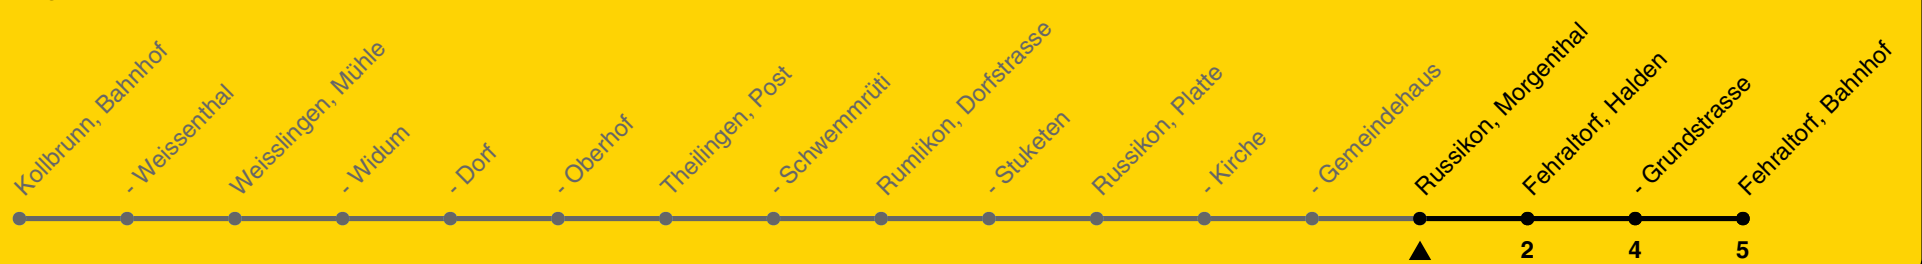 Kollbrunn, Bahnhof
- Weissenthal
Weisslingen, Mühle
- Widum
- Dorf
- Oberhof
Theilingen, Post
- Schwemmrüti
Rumlikon, Dorfstrasse
- Stuketen
Russikon, Platte
- Kirche
- Gemeindehaus
Russikon, Morgenthal
Fehraltorf, Halden
- Grundstrasse
Fehraltorf, Bahnhof
2 4 5